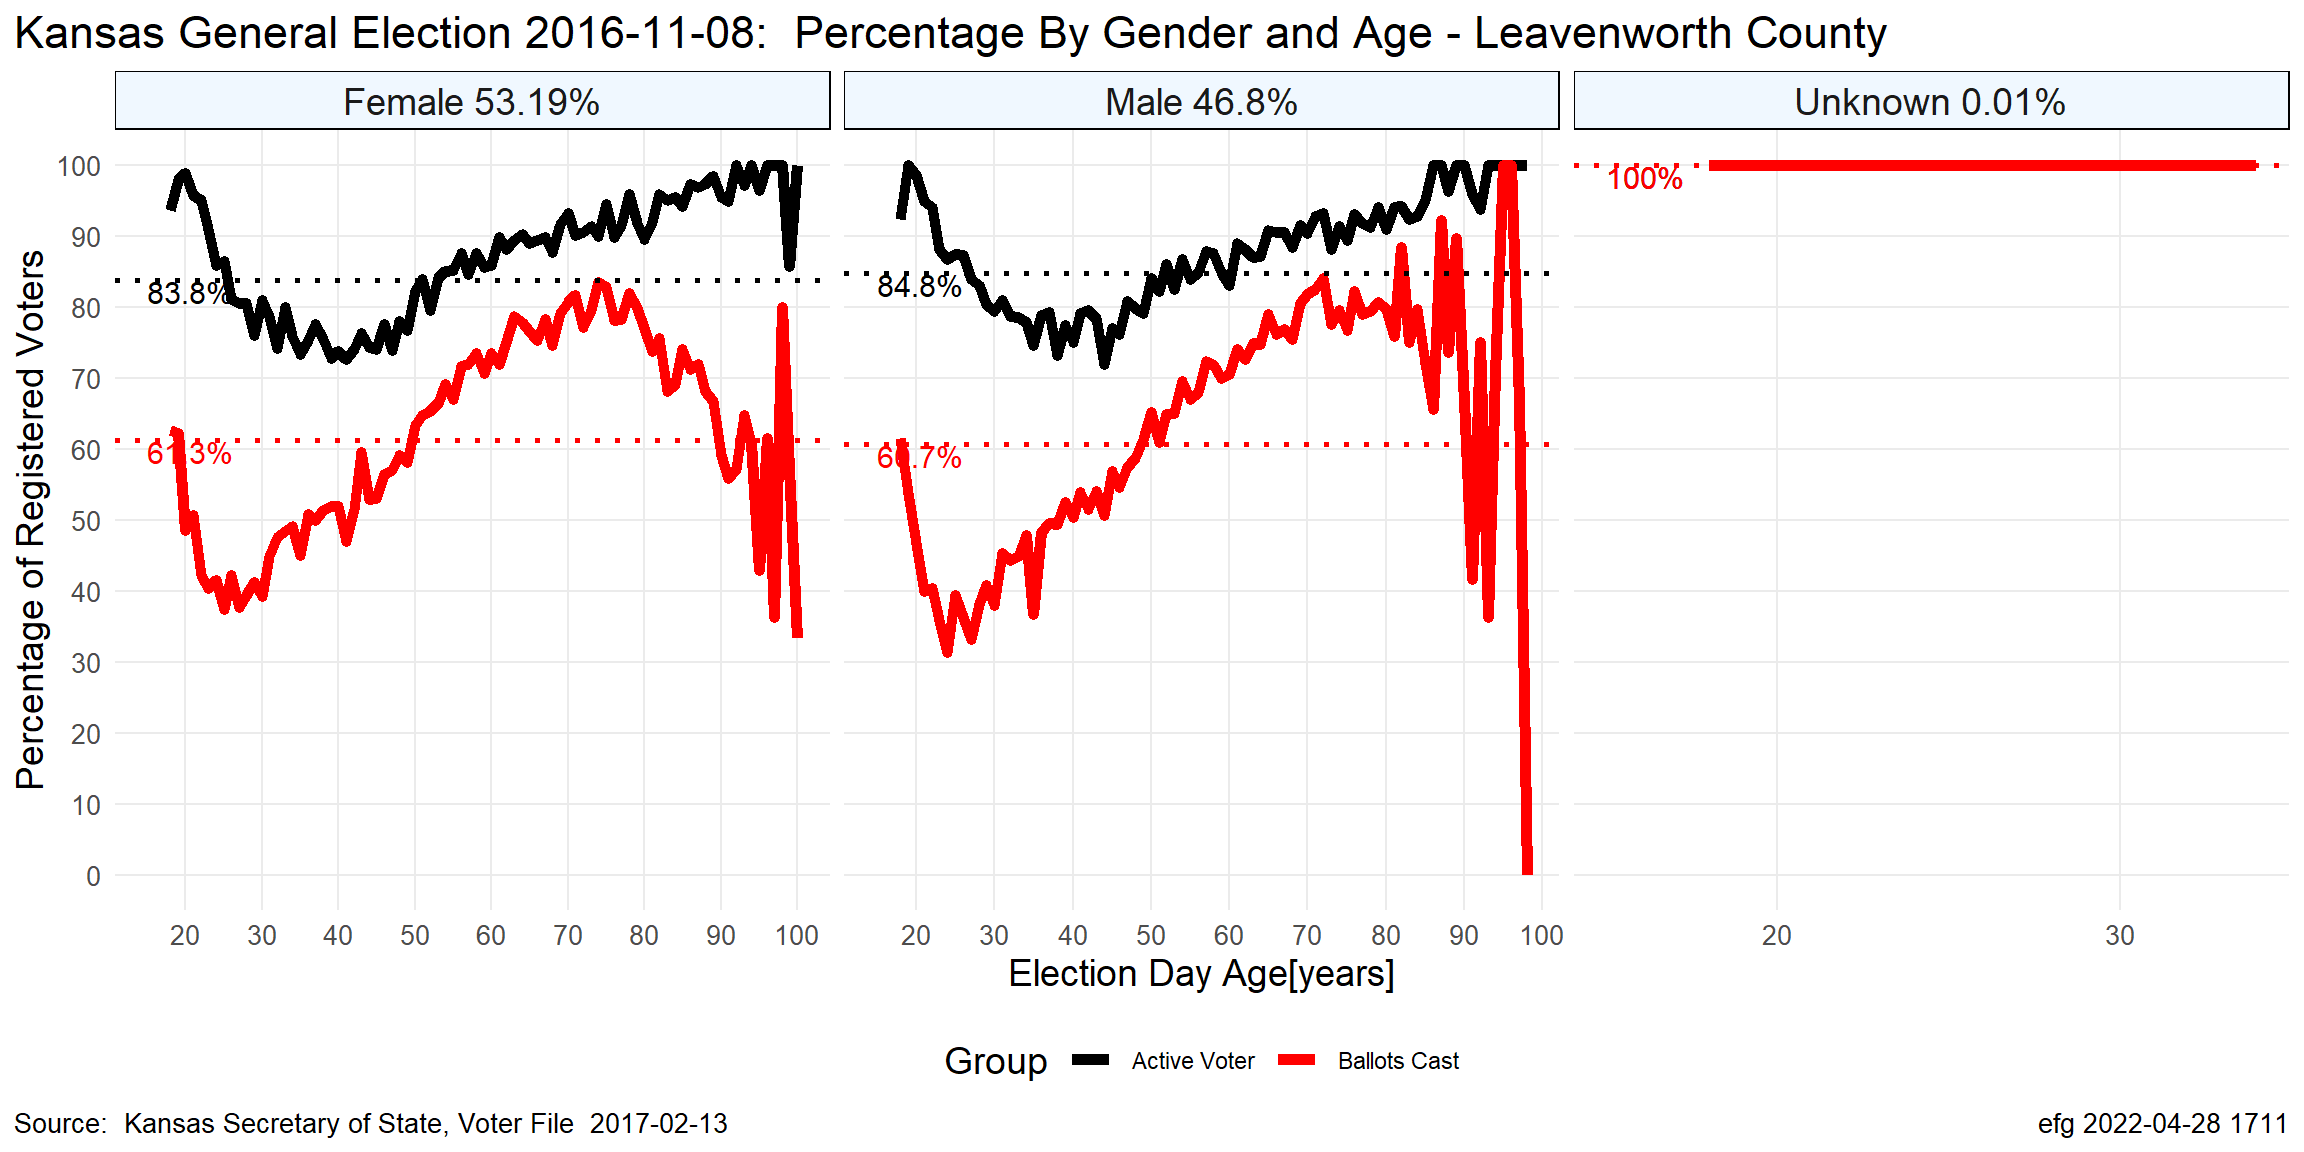 Kansas General Election 2016-11-08:  Percentage By Gender and Age - Leavenworth County
Female 53.19%
Male 46.8%
Unknown 0.01%
Percentage of Registered Voters
100
90
80
70
60
50
40
30
20
10
0
83.8%
61.3%
84.8%
60.7%
100%
20 30 40 50 60 70 80 90 100
20 30 40 50 60 70 80 90 100
20 30
Election Day Age[years]
Group Active Voter Ballots Cast
Source:  Kansas Secretary of State, Voter File  2017-02-13
efg 2022-04-28 1711